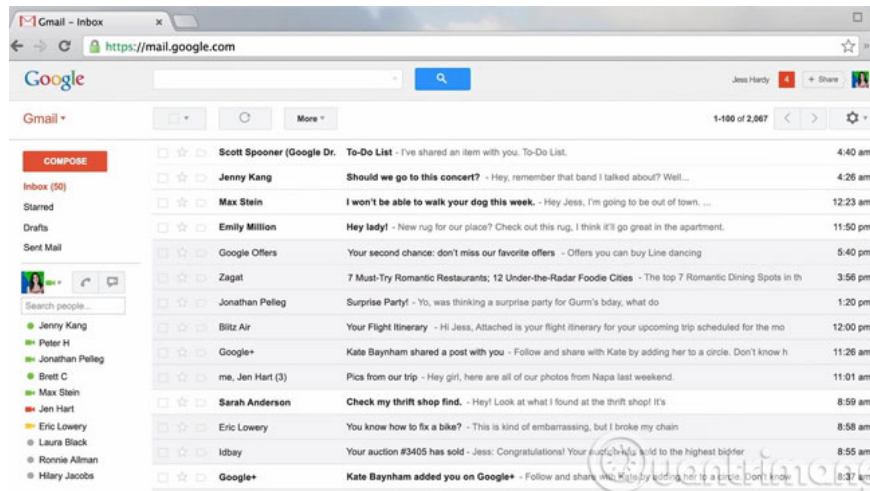 Gmail – Inbox ×
https://mail.google.com
Google
Jess Hardy 4 + Share
Gmail More 1-100 of 2,067
COMPOSE
Inbox (50)
Starred
Drafts
Sent Mail
Search people...
Jenny Kang
Peter H
Jonathan Pelleg
Brett C
Max Stein
Jen Hart
Eric Lowery
Laura Black
Ronnie Allman
Hilary Jacobs
Scott Spooner (Google Dr. To-Do List - I've shared an item with you. To-Do List. 4:40 am
Jenny Kang Should we go to this concert? - Hey, remember that band I talked about? Well... 4:26 am
Max Stein I won't be able to walk your dog this week. - Hey Jess, I'm going to be out of town. ... 12:23 am
Emily Million Hey lady! - New rug for our place? Check out this rug, I think it'll go great in the apartment. 11:50 pm
Google Offers Your second chance: don't miss our favorite offers - Offers you can buy Line dancing 5:40 pm
Zagat 7 Must-Try Romantic Restaurants; 12 Under-the-Radar Foodie Cities - The top 7 Romantic Dining Spots in th 3:56 pm
Jonathan Pelleg Surprise Party! - Yo, was thinking a surprise party for Gurm's bday, what do 1:20 pm
Blitz Air Your Flight Itinerary - Hi Jess, Attached is your flight itinerary for your upcoming trip scheduled for the mo 12:00 pm
Google+ Kate Baynham shared a post with you - Follow and share with Kate by adding her to a circle. Don't know h 11:26 am
me, Jen Hart (3) Pics from our trip - Hey girl, here are all of our photos from Napa last weekend. 11:01 am
Sarah Anderson Check my thrift shop find. - Hey! Look at what I found at the thrift shop! It's 8:59 am
Eric Lowery You know how to fix a bike? - This is kind of embarrassing, but I broke my chain 8:58 am
Idbay Your auction #3405 has sold - Jess: Congratulations! Your auction has sold to the highest bidder 8:55 am
Google+ Kate Baynham added you on Google+ - Follow and share with Kate by adding her to a circle. Don't know 8:37 am
Quantrimang